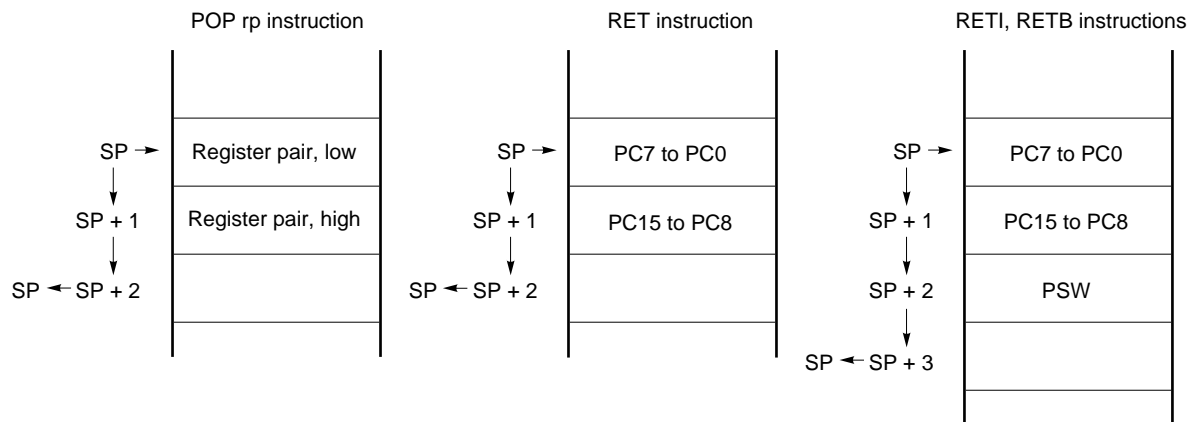 POP rp instruction
RET instruction
RETI, RETB instructions
SP
Register pair, low
SP + 1
Register pair, high
SP
SP + 2
SP
PC7 to PC0
SP + 1
PC15 to PC8
SP
SP + 2
SP
PC7 to PC0
SP + 1
PC15 to PC8
SP + 2
PSW
SP
SP + 3